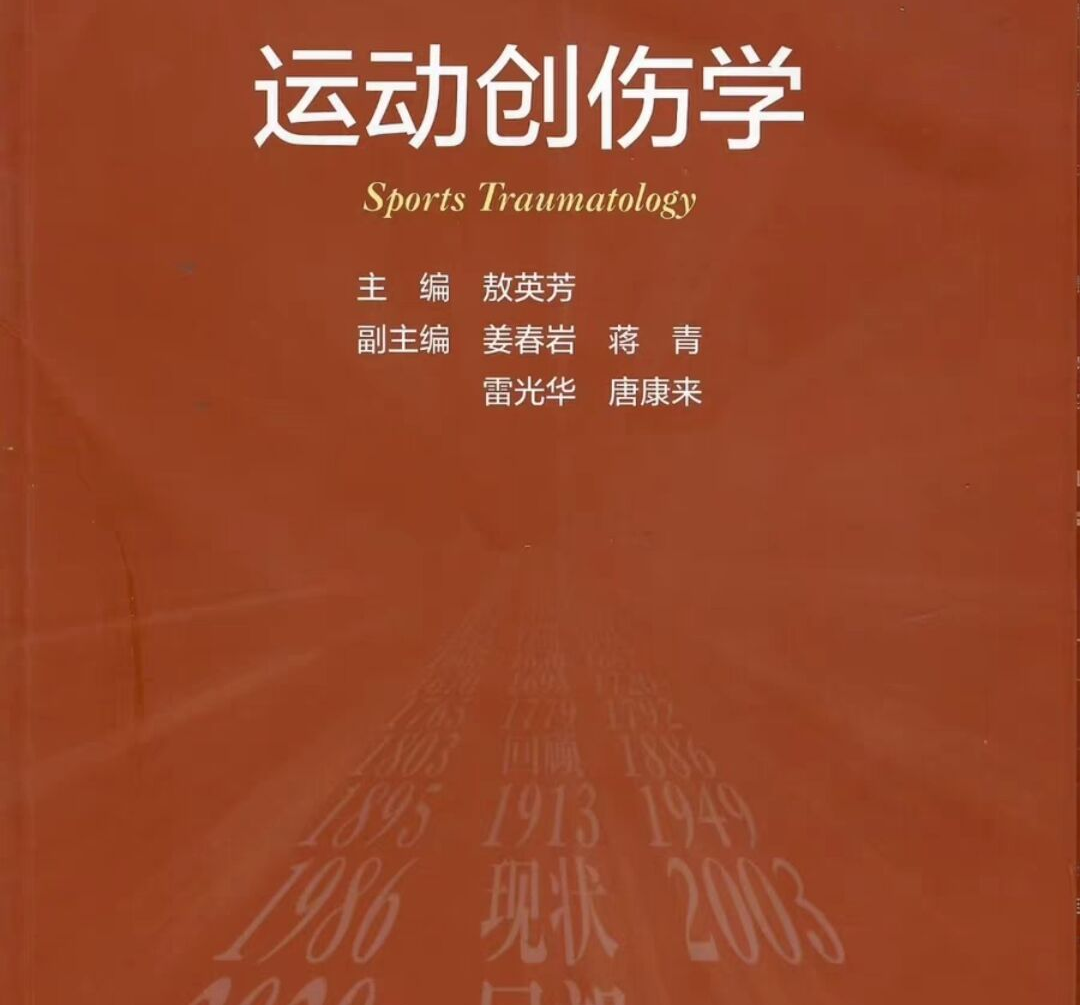 运动创伤学
Sports Traumatology
主 编 敖英芳
副主编 姜春岩 蒋 青
雷光华 唐康来
1765 1779 1792
1803 回顾 1886
1895 1913 1949
1986 现状 2003